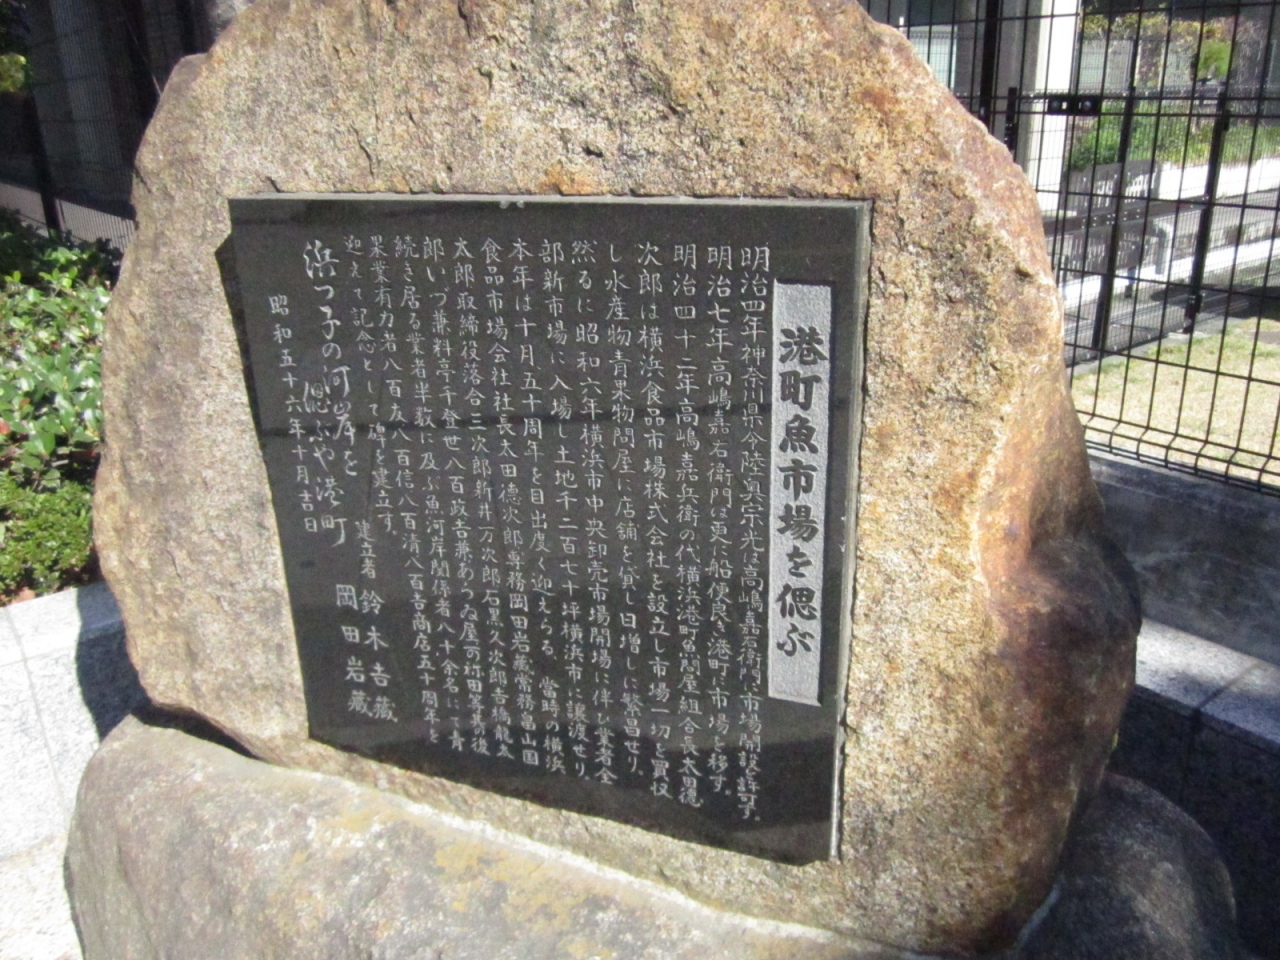 港町魚市場を偲ぶ
明治四年神奈川県令陸奥宗光は高嶋嘉右衛門に市場開設を許可す。
明治七年高嶋嘉右衛門は更に船便良き港町に市場を移す。
明治四十二年高嶋嘉兵衛の代横浜港町魚問屋組合長太田徳
次郎は横浜食品市場株式会社を設立し市場一切を買収
し水産物青果物問屋に店舗を貸し日増しに繁昌せり、
然るに昭和六年横浜市中央卸売市場開場に伴ひ業者全
部新市場に入場し土地千二百七十坪横浜市に譲渡せり、
本年は十月五十周年を目出度く迎えらる、當時の横浜
食品市場会社社長太田徳次郎専務岡田岩蔵常務畠山国
太郎取締役落合三次郎新井万次郎石黒久次郎吉橋龍太
郎いづ兼料亭千登世八百政吉兼あづま屋可祢田等其の後
続き居る業者半数に及ぶ魚河岸関係者八十余名にて青
果業有力者八百友八百信八百清八百吉商店五十周年を
迎えて記念として碑を建立す。
建立者 鈴木吉蔵
浜っ子の河岸を偲ぶや港町 岡田岩蔵
昭和五十六年十月吉日